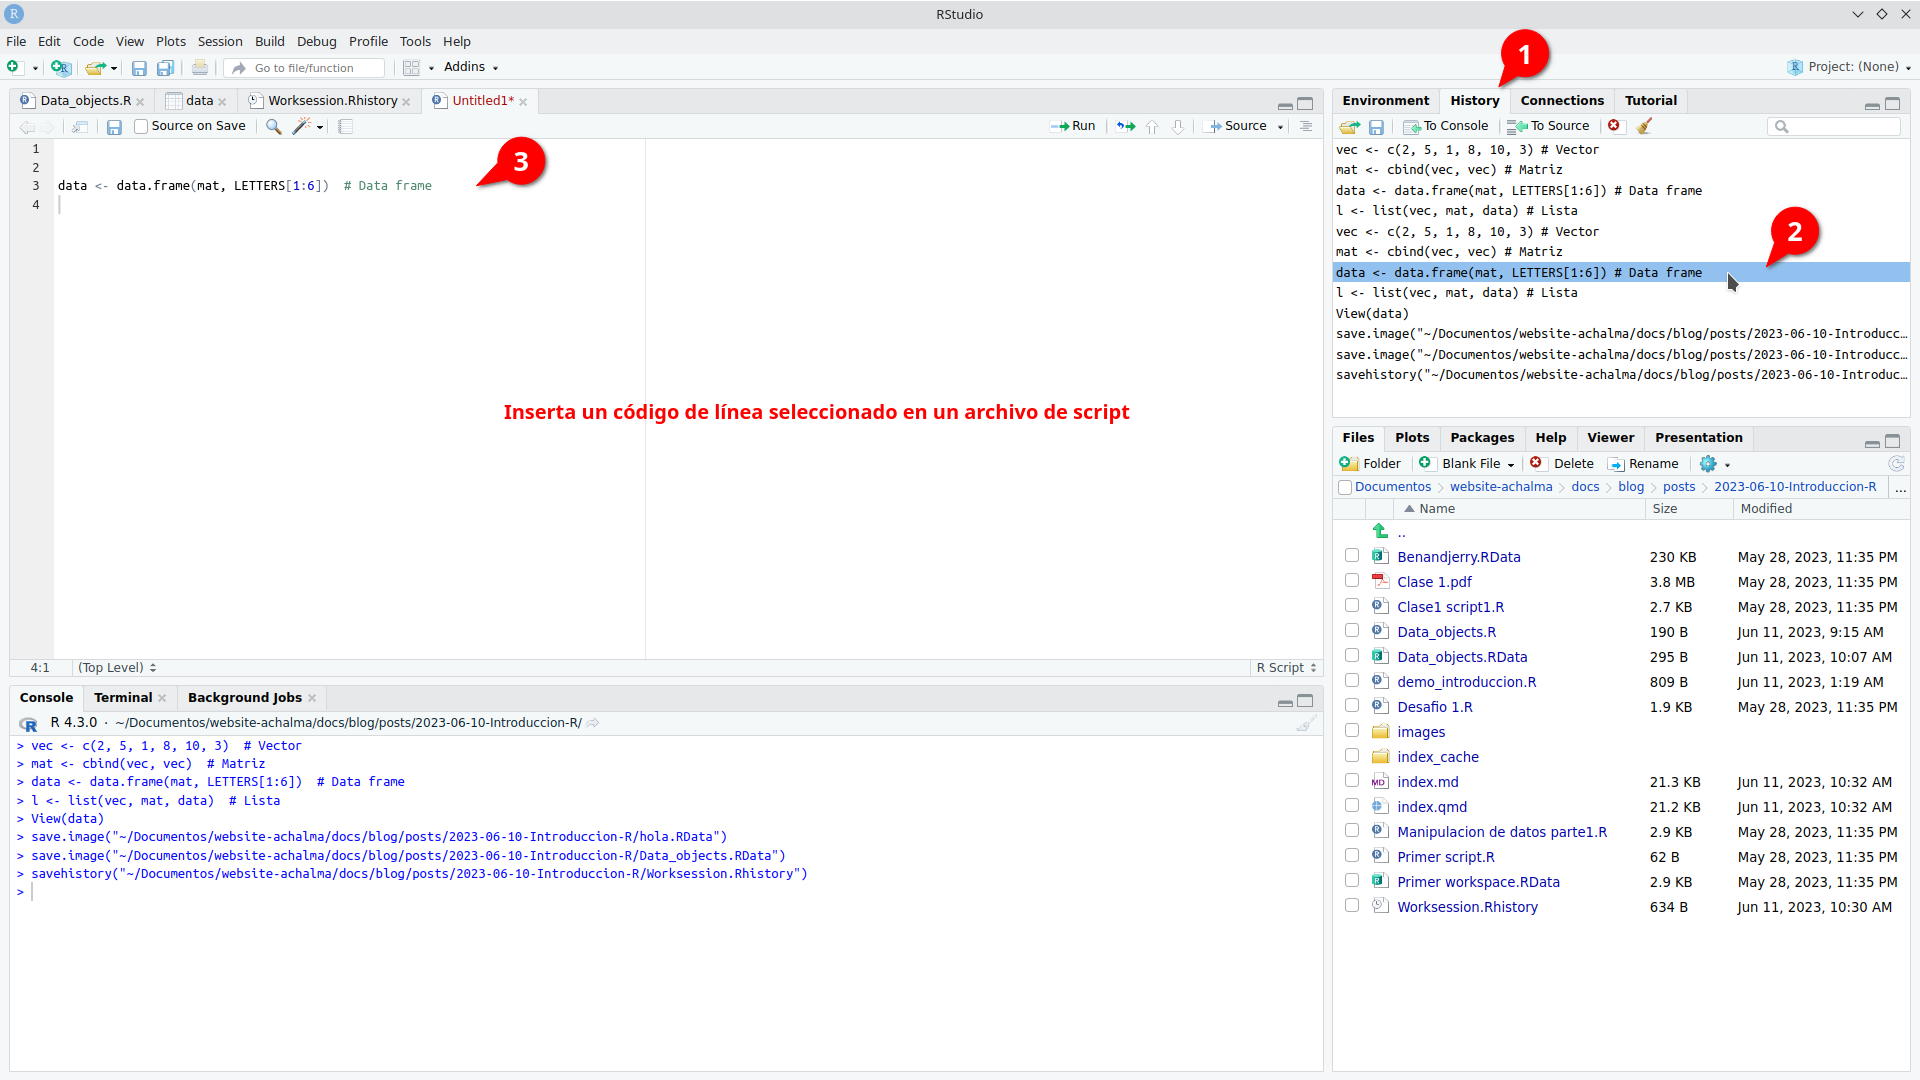 RStudio
File Edit Code View Plots Session Build Debug Profile Tools Help
Go to file/function Addins Project: (None)
Data_objects.R data Worksession.Rhistory Untitled1*
Source on Save Run Source
1
2
3 data <- data.frame(mat, LETTERS[1:6])  # Data frame
4
3
Inserta un código de línea seleccionado en un archivo de script
4:1 (Top Level) R Script
Console Terminal Background Jobs
R 4.3.0 · ~/Documentos/website-achalma/docs/blog/posts/2023-06-10-Introduccion-R/
> vec <- c(2, 5, 1, 8, 10, 3)  # Vector
> mat <- cbind(vec, vec)  # Matriz
> data <- data.frame(mat, LETTERS[1:6])  # Data frame
> l <- list(vec, mat, data)  # Lista
> View(data)
> save.image("~/Documentos/website-achalma/docs/blog/posts/2023-06-10-Introduccion-R/hola.RData")
> save.image("~/Documentos/website-achalma/docs/blog/posts/2023-06-10-Introduccion-R/Data_objects.RData")
> savehistory("~/Documentos/website-achalma/docs/blog/posts/2023-06-10-Introduccion-R/Worksession.Rhistory")
>
1
Environment History Connections Tutorial
To Console To Source
vec <- c(2, 5, 1, 8, 10, 3) # Vector
mat <- cbind(vec, vec) # Matriz
data <- data.frame(mat, LETTERS[1:6]) # Data frame
l <- list(vec, mat, data) # Lista
vec <- c(2, 5, 1, 8, 10, 3) # Vector
mat <- cbind(vec, vec) # Matriz
2
data <- data.frame(mat, LETTERS[1:6]) # Data frame
l <- list(vec, mat, data) # Lista
View(data)
save.image("~/Documentos/website-achalma/docs/blog/posts/2023-06-10-Introducc…
save.image("~/Documentos/website-achalma/docs/blog/posts/2023-06-10-Introducc…
savehistory("~/Documentos/website-achalma/docs/blog/posts/2023-06-10-Introduc…
Files Plots Packages Help Viewer Presentation
Folder Blank File Delete Rename
Documentos website-achalma docs blog posts 2023-06-10-Introduccion-R ...
Name Size Modified
..
Benandjerry.RData 230 KB May 28, 2023, 11:35 PM
Clase 1.pdf 3.8 MB May 28, 2023, 11:35 PM
Clase1 script1.R 2.7 KB May 28, 2023, 11:35 PM
Data_objects.R 190 B Jun 11, 2023, 9:15 AM
Data_objects.RData 295 B Jun 11, 2023, 10:07 AM
demo_introduccion.R 809 B Jun 11, 2023, 1:19 AM
Desafio 1.R 1.9 KB May 28, 2023, 11:35 PM
images
index_cache
index.md 21.3 KB Jun 11, 2023, 10:32 AM
index.qmd 21.2 KB Jun 11, 2023, 10:32 AM
Manipulacion de datos parte1.R 2.9 KB May 28, 2023, 11:35 PM
Primer script.R 62 B May 28, 2023, 11:35 PM
Primer workspace.RData 2.9 KB May 28, 2023, 11:35 PM
Worksession.Rhistory 634 B Jun 11, 2023, 10:30 AM